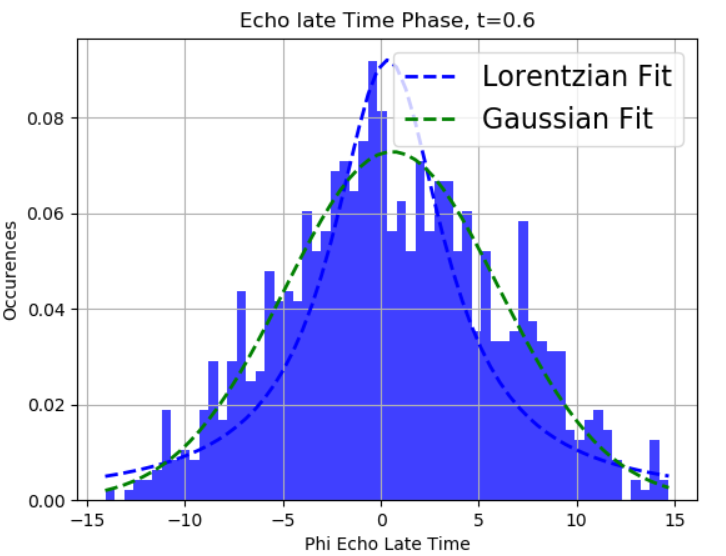 Echo late Time Phase, t=0.6
Lorentzian Fit
Gaussian Fit
Occurences
0.08
0.06
0.04
0.02
0.00
−15
−10
−5
0
5
10
15
Phi Echo Late Time